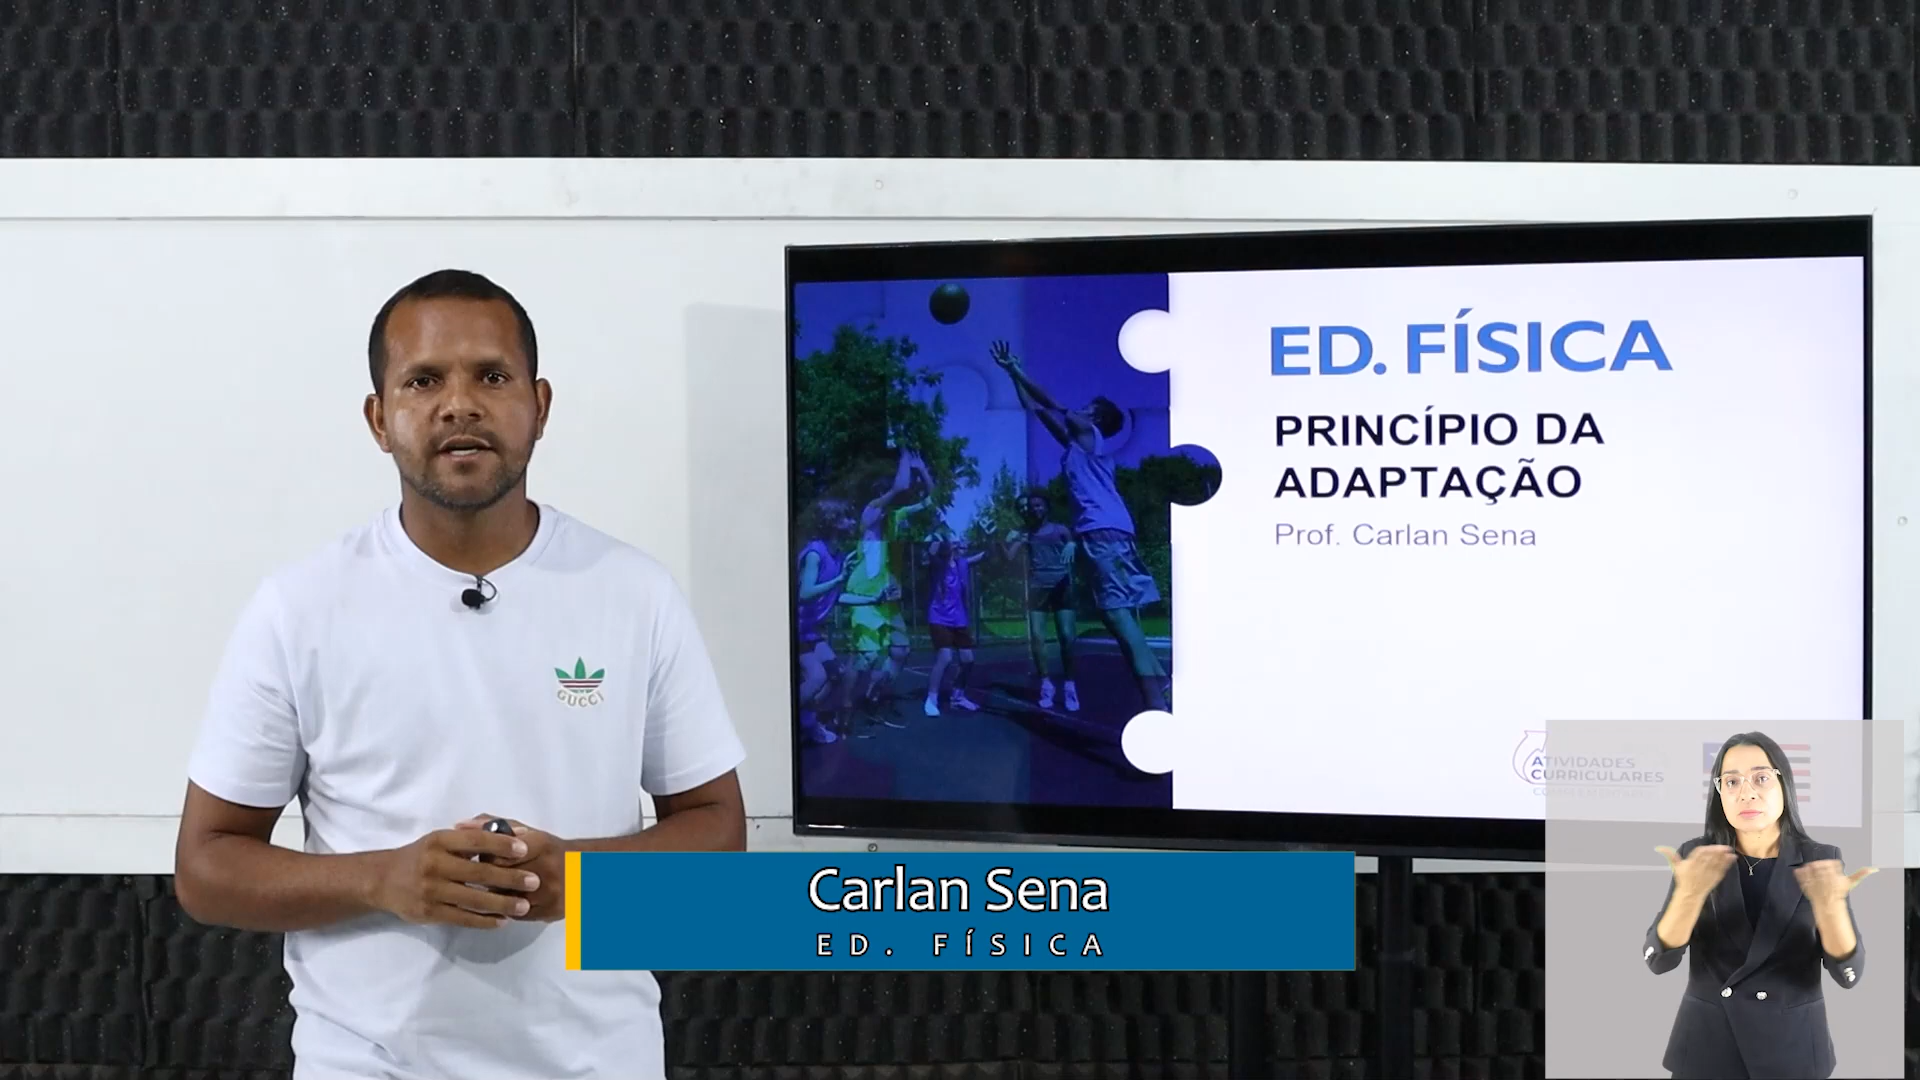 ED. FÍSICA
PRINCÍPIO DA
ADAPTAÇÃO
Prof. Carlan Sena
ATIVIDADES
CURRICULARES
GUCCI
Carlan Sena
ED. FÍSICA